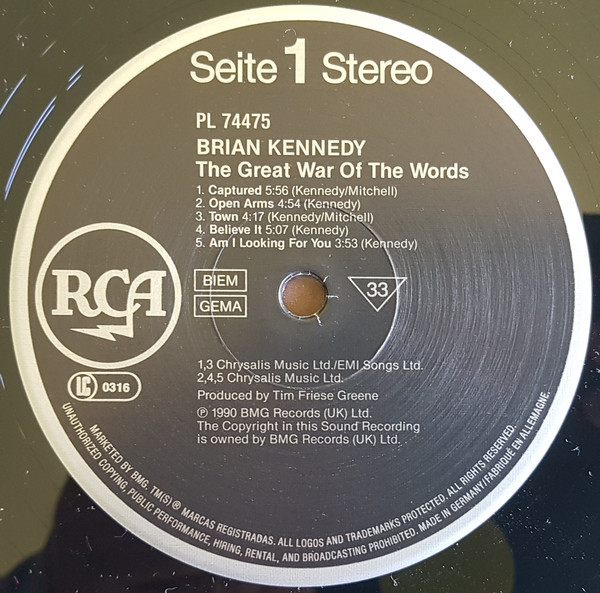 Seite 1 Stereo
PL 74475
BRIAN KENNEDY
The Great War Of The Words
1. Captured 5:56 (Kennedy/Mitchell)
2. Open Arms 4:54 (Kennedy)
3. Town 4:17 (Kennedy/Mitchell)
4. Believe It 5:07 (Kennedy)
5. Am I Looking For You 3:53 (Kennedy)
RCA
BIEM
GEMA
33
LC 0316
1,3 Chrysalis Music Ltd./EMI Songs Ltd.
2,4,5 Chrysalis Music Ltd.
Produced by Tim Friese Greene
℗ 1990 BMG Records (UK) Ltd.
The Copyright in this Sound Recording
is owned by BMG Records (UK) Ltd.
MARKETED BY BMG. TM(S) ® MARCAS REGISTRADAS. ALL LOGOS AND TRADEMARKS PROTECTED. ALL RIGHTS RESERVED.
UNAUTHORIZED COPYING, PUBLIC PERFORMANCE, HIRING, RENTAL, AND BROADCASTING PROHIBITED. MADE IN GERMANY/FABRIQUÉ EN ALLEMAGNE.